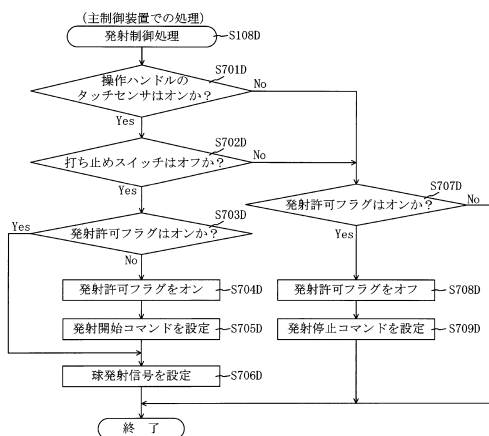 (主制御装置での処理)
発射制御処理
S108D
S701D
操作ハンドルの
タッチセンサはオンか？
No
Yes
S702D
打ち止めスイッチはオフか？
No
Yes
S703D
発射許可フラグはオンか？
Yes
No
S707D
発射許可フラグはオンか？
No
Yes
発射許可フラグをオン
S704D
発射許可フラグをオフ
S708D
発射開始コマンドを設定
S705D
発射停止コマンドを設定
S709D
球発射信号を設定
S706D
終 了